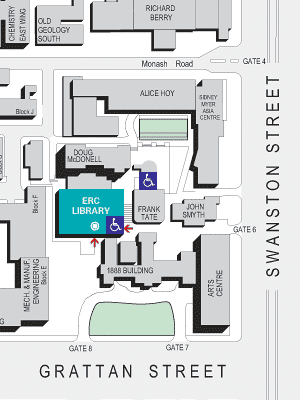 CHEMISTRY
EAST WING
OLD
GEOLOGY
SOUTH
RICHARD
BERRY
Monash Road
GATE 4
ALICE HOY
SIDNEY
MYER
ASIA
CENTRE
Block J
DOUG
McDONELL
ERC
LIBRARY
FRANK
TATE
JOHN
SMYTH
GATE 6
Block F
MECH. & MANUF.
ENGINEERING
Block E
1888 BUILDING
ARTS
CENTRE
SWANSTON STREET
GATE 8
GATE 7
GRATTAN STREET